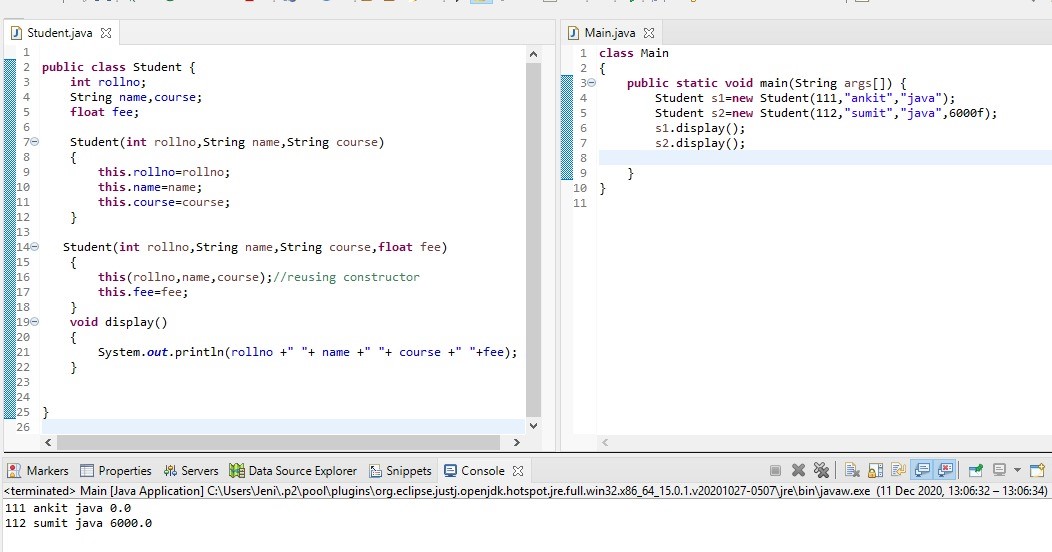 Student.java
1
2 public class Student {
3 int rollno;
4 String name,course;
5 float fee;
6
7 Student(int rollno,String name,String course)
8 {
9 this.rollno=rollno;
10 this.name=name;
11 this.course=course;
12 }
13
14 Student(int rollno,String name,String course,float fee)
15 {
16 this(rollno,name,course);//reusing constructor
17 this.fee=fee;
18 }
19 void display()
20 {
21 System.out.println(rollno +" "+ name +" "+ course +" "+fee);
22 }
23
24
25 }
26
Main.java
1 class Main
2 {
3 public static void main(String args[]) {
4 Student s1=new Student(111,"ankit","java");
5 Student s2=new Student(112,"sumit","java",6000f);
6 s1.display();
7 s2.display();
8
9 }
10 }
11
Markers Properties Servers Data Source Explorer Snippets Console
<terminated> Main [Java Application] C:\Users\Jeni\.p2\pool\plugins\org.eclipse.justj.openjdk.hotspot.jre.full.win32.x86_64_15.0.1.v20201027-0507\jre\bin\javaw.exe (11 Dec 2020, 13:06:32 – 13:06:34)
111 ankit java 0.0
112 sumit java 6000.0